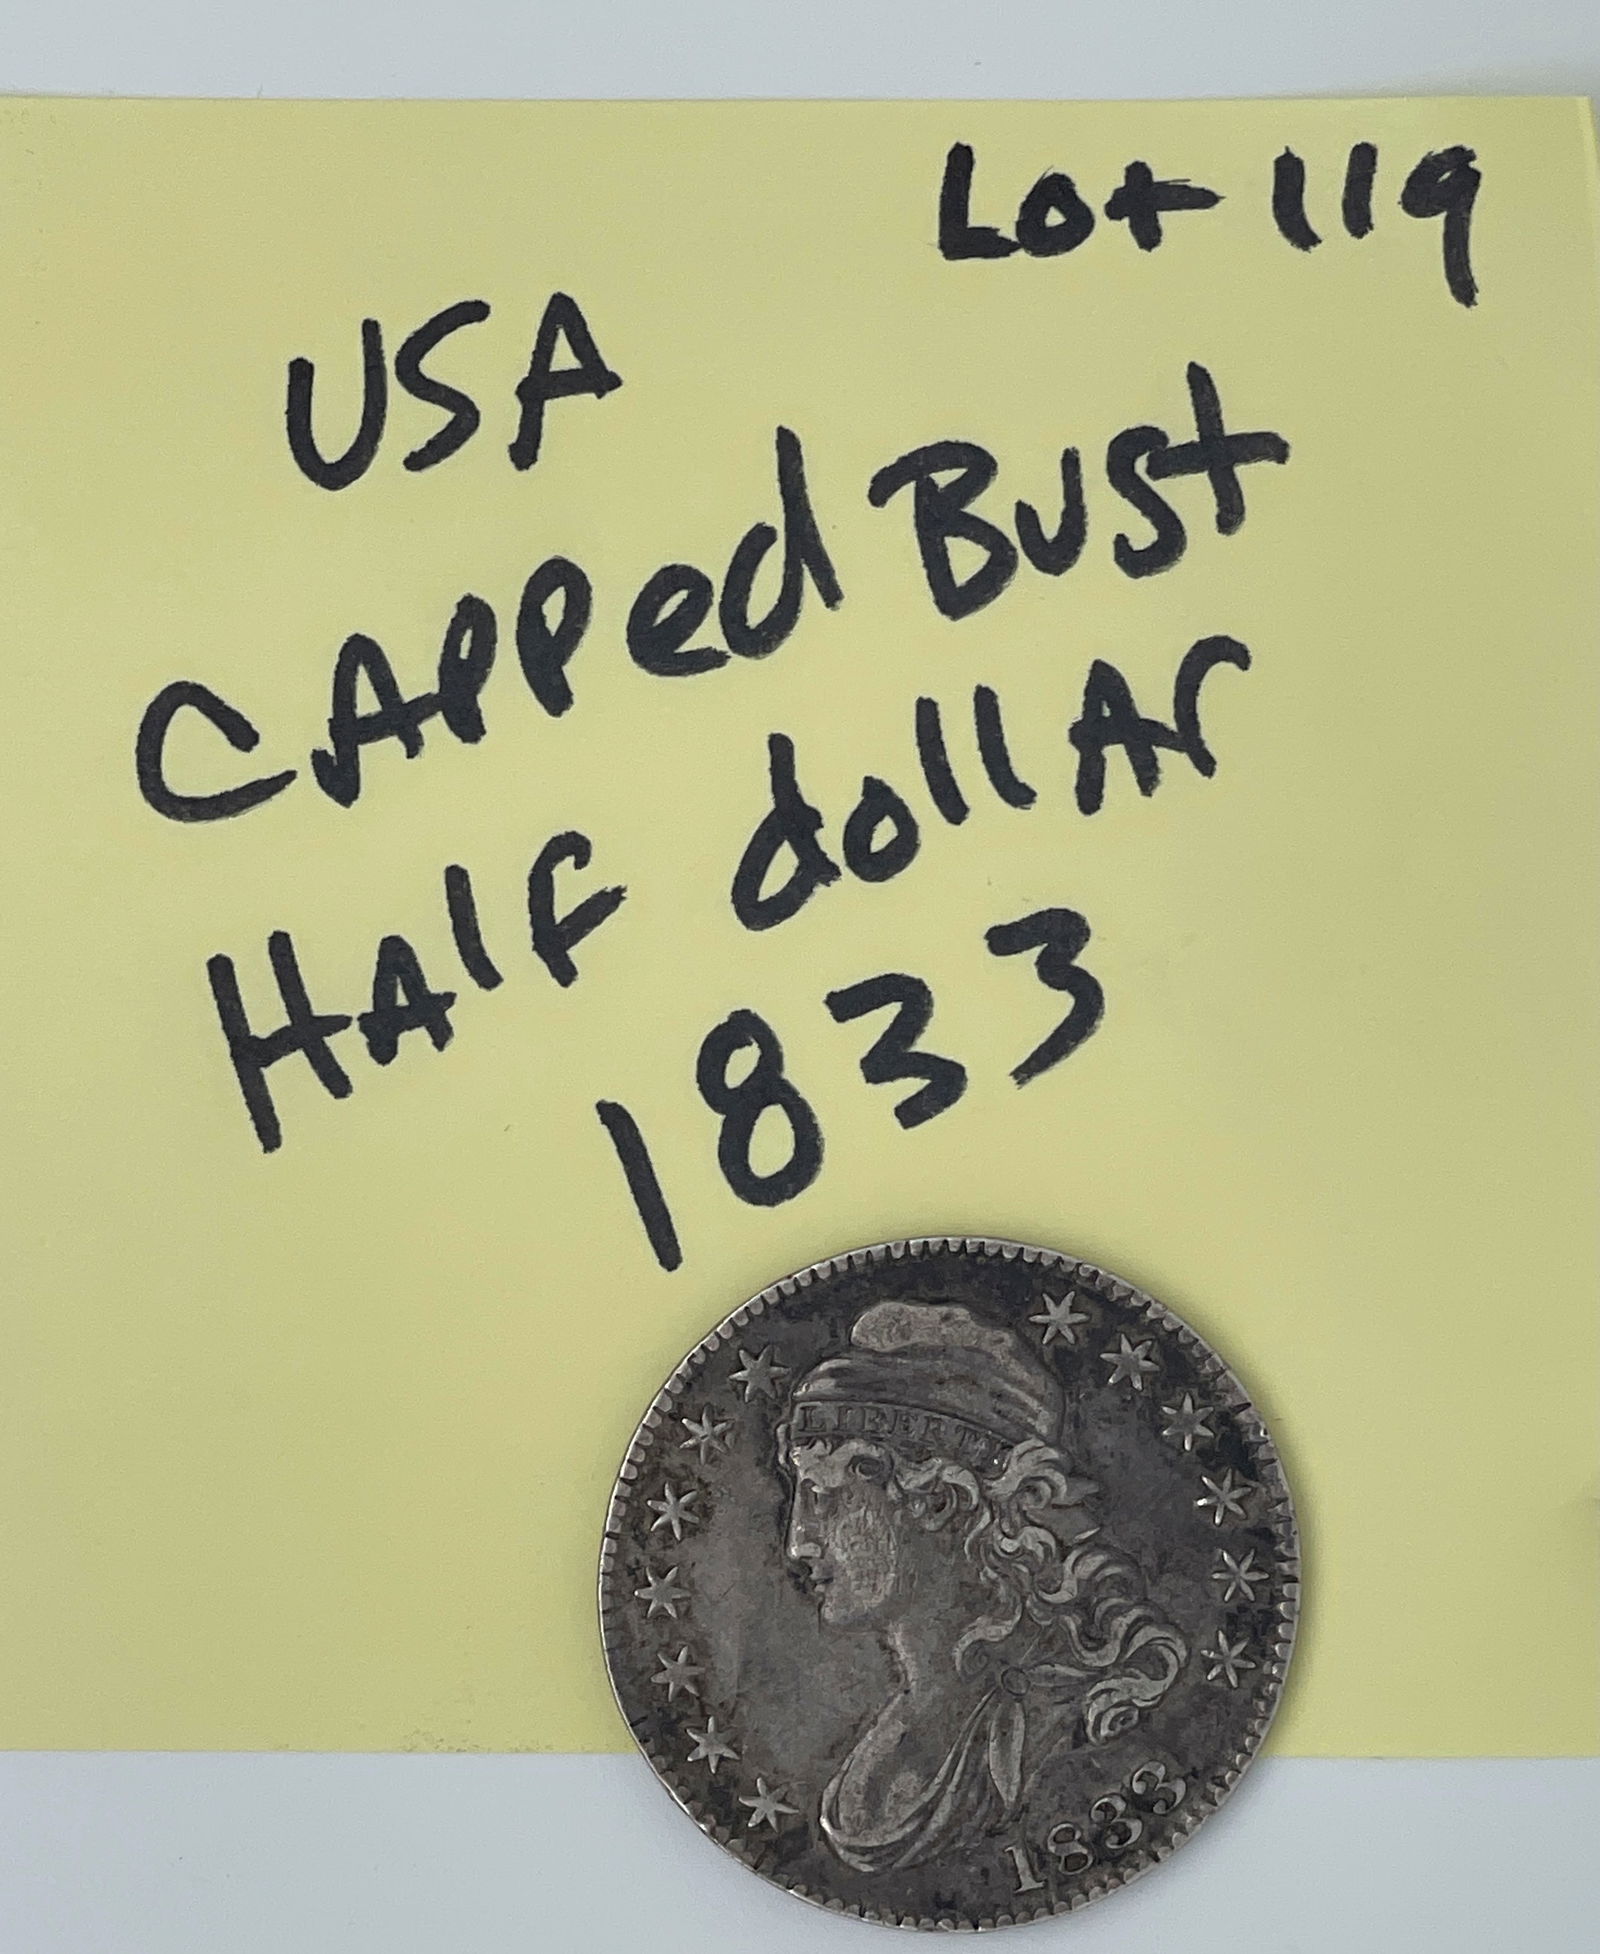 Lot 119
USA
CAPPed Bust
HAlf dollAr
1833
LIBERTY
1833